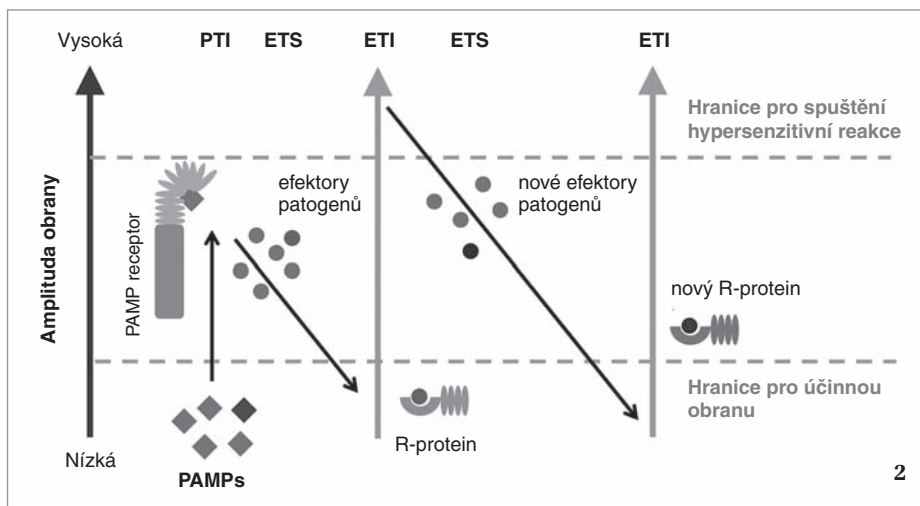 Vysoká
PTI
ETS
ETI
ETS
ETI
Hranice pro spuštění
hypersenzitivní reakce
efektory
patogenů
nové efektory
patogenů
Amplituda obrany
PAMP receptor
nový R-protein
Hranice pro účinnou
obranu
R-protein
Nízká
PAMPs
2